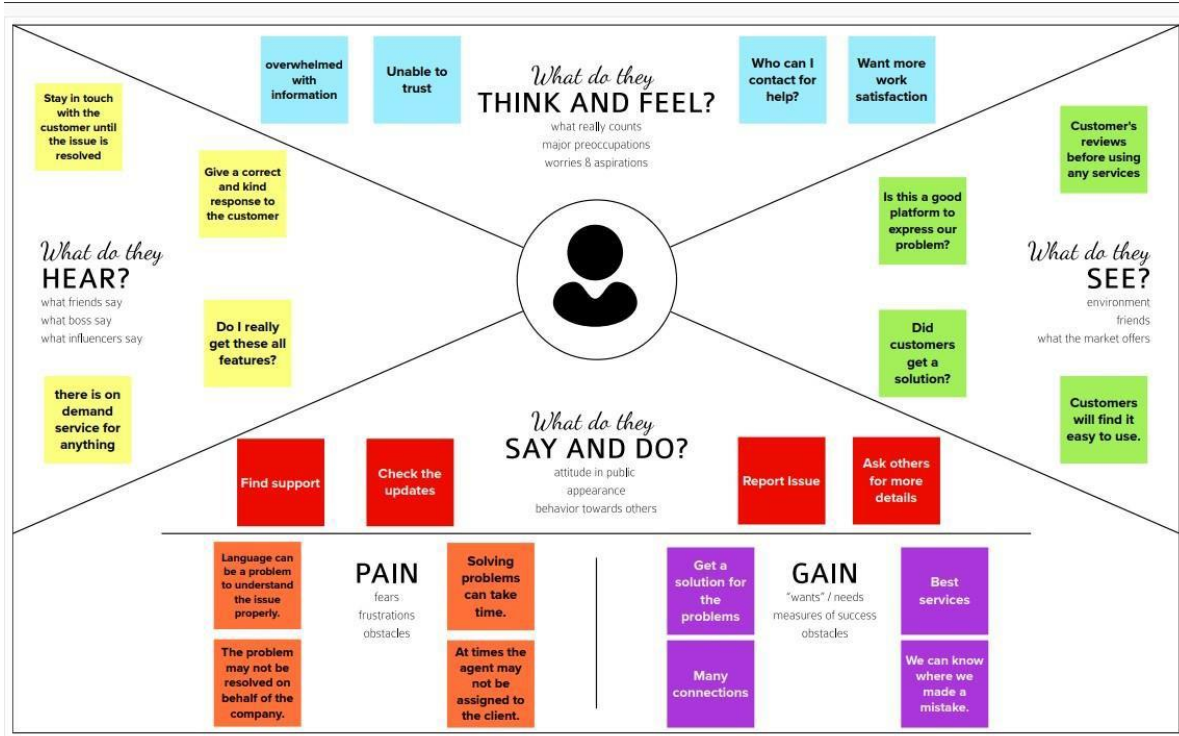 overwhelmed
with
information
Unable to
trust
What do they
THINK AND FEEL?
what really counts
major preoccupations
worries & aspirations
Who can I
contact for
help?
Want more
work
satisfaction
Stay in touch
with the
customer until
the issue is
resolved
Give a correct
and kind
response to
the customer
What do they
HEAR?
what friends say
what boss say
what influencers say
Do I really
get these all
features?
there is on
demand
service for
anything
Customer's
reviews
before using
any services
Is this a good
platform to
express our
problem?
What do they
SEE?
environment
friends
what the market offers
Did
customers
get a
solution?
Customers
will find it
easy to use.
What do they
SAY AND DO?
attitude in public
appearance
behavior towards others
Find support
Check the
updates
Report Issue
Ask others
for more
details
Language can
be a problem
to understand
the issue
properly.
PAIN
fears
frustrations
obstacles
Solving
problems
can take
time.
The problem
may not be
resolved on
behalf of the
company.
At times the
agent may
not be
assigned to
the client.
Get a
solution for
the
problems
GAIN
"wants" / needs
measures of success
obstacles
Best
services
Many
connections
We can know
where we
made a
mistake.